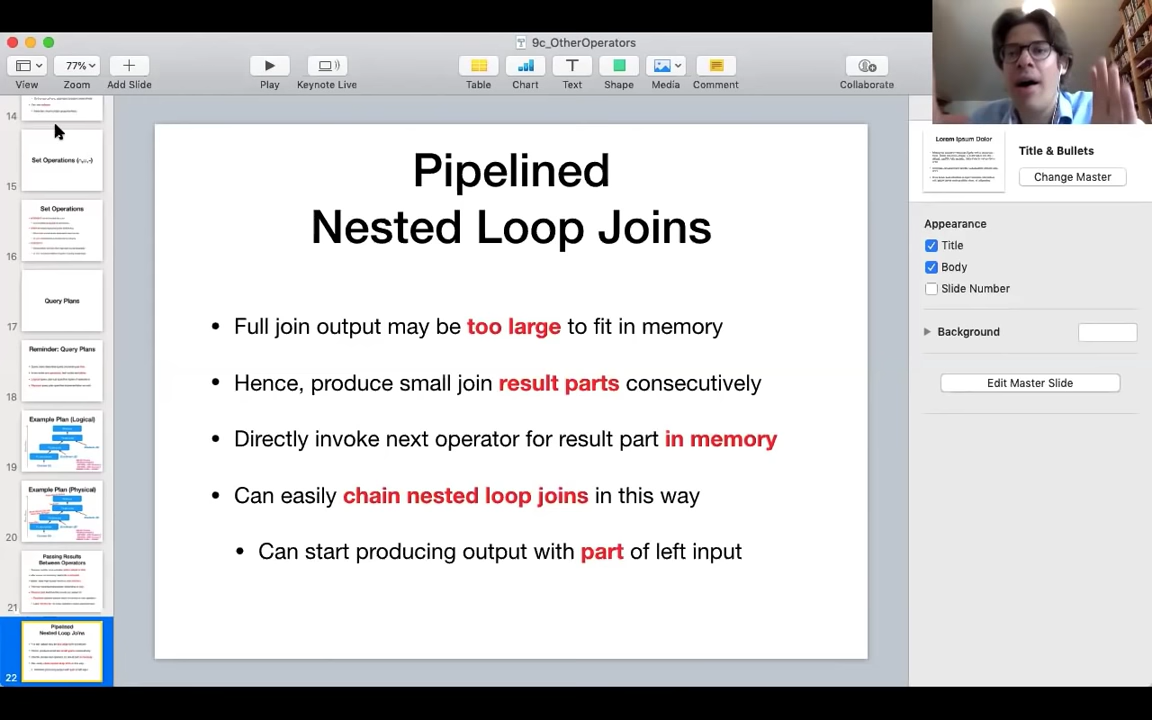 9c_OtherOperators
77%
View
Zoom
Add Slide
Play
Keynote Live
Table
Chart
Text
Shape
Media
Comment
Collaborate
14
Set Operations (∩,∪,-)
15
Set Operations
16
Query Plans
17
Reminder: Query Plans
18
Example Plan (Logical)
19
Example Plan (Physical)
20
Passing Results
Between Operators
21
Pipelined
Nested Loop Joins
22
Pipelined
Nested Loop Joins
• Full join output may be too large to fit in memory
• Hence, produce small join result parts consecutively
• Directly invoke next operator for result part in memory
• Can easily chain nested loop joins in this way
• Can start producing output with part of left input
Lorem Ipsum Dolor
Title & Bullets
Change Master
Appearance
Title
Body
Slide Number
Background
Edit Master Slide